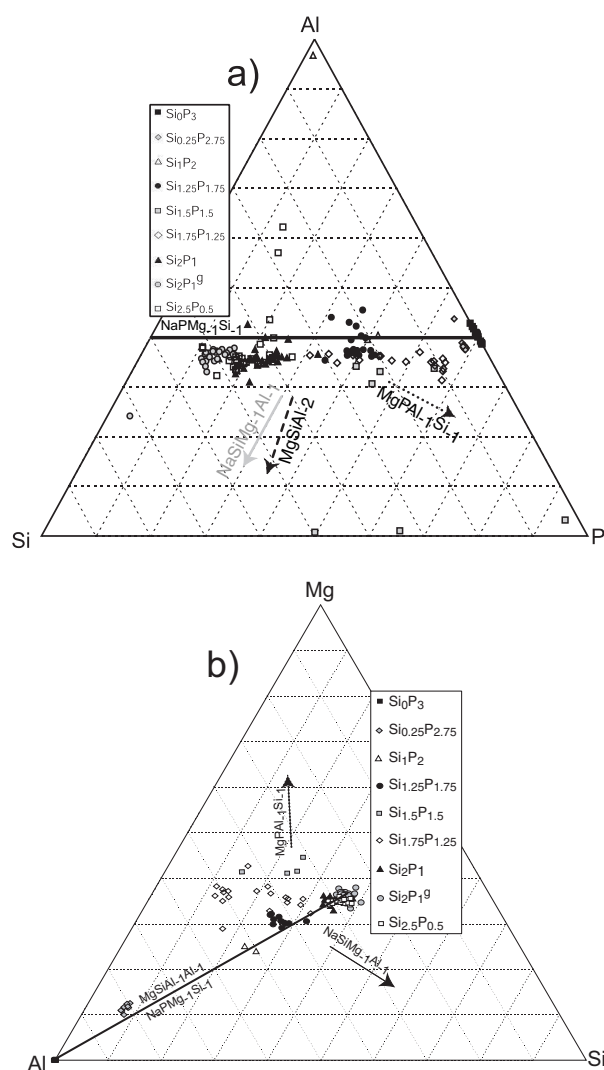 Al
a)
Si0P3
Si0.25P2.75
Si1P2
Si1.25P1.75
Si1.5P1.5
Si1.75P1.25
Si2P1
Si2P1g
Si2.5P0.5
NaPMg-1Si-1
NaSiMg-1Al-1
MgSiAl-2
MgPAl-1Si-1
Si
P
Mg
b)
Si0P3
Si0.25P2.75
Si1P2
Si1.25P1.75
Si1.5P1.5
Si1.75P1.25
Si2P1
Si2P1g
Si2.5P0.5
MgPAl-1Si-1
NaSiMg-1Al-1
MgSiAl-1Al-1
NaPMg-1Si-1
Al
Si